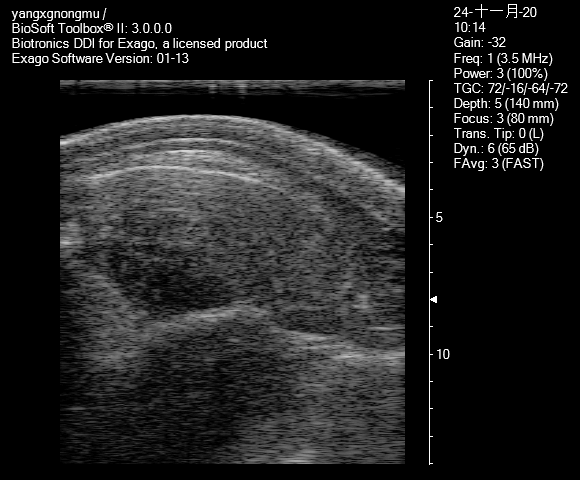 yangxgnongmu /
BioSoft Toolbox® II: 3.0.0.0
Biotronics DDI for Exago, a licensed product
Exago Software Version: 01-13
24-十一月-20
10:14
Gain: -32
Freq: 1 (3.5 MHz)
Power: 3 (100%)
TGC: 72/-16/-64/-72
Depth: 5 (140 mm)
Focus: 3 (80 mm)
Trans. Tip: 0 (L)
Dyn.: 6 (65 dB)
FAvg: 3 (FAST)
5
10